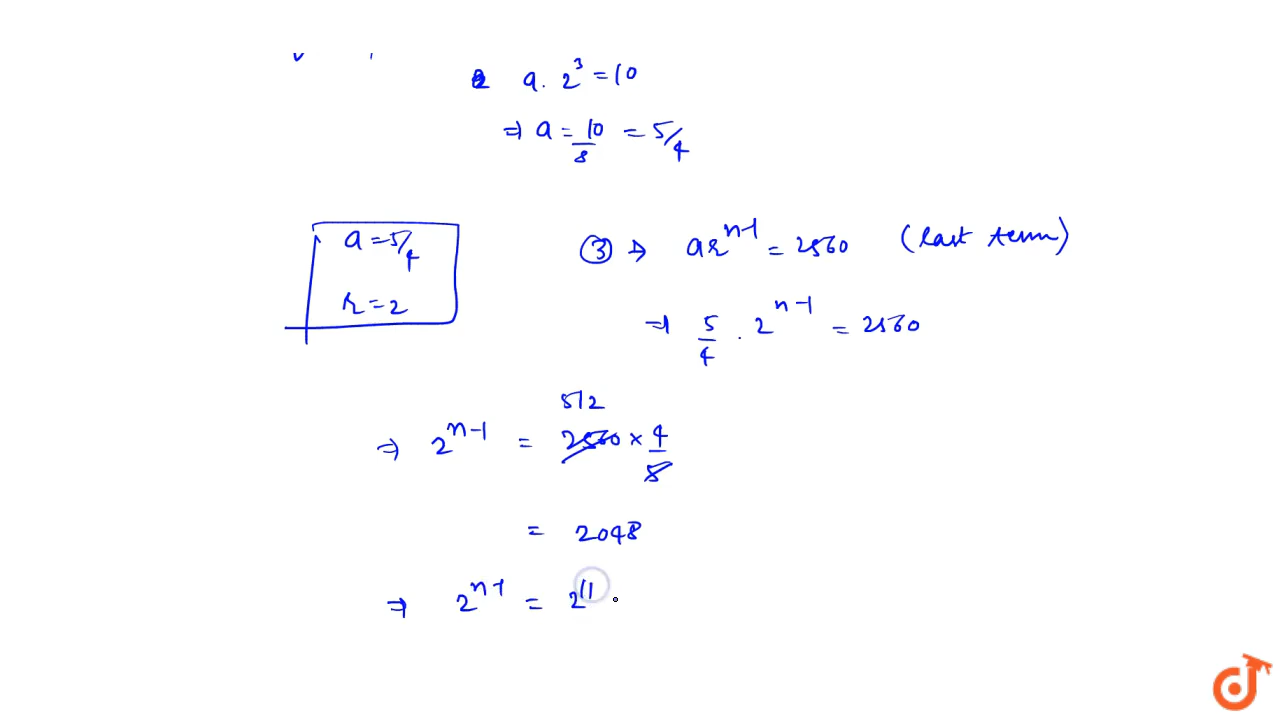 a. 2³ = 10
⇒ a = 10/8 = 5/4
a = 5/4
r = 2
③ ⇒ ar^(n-1) = 2560 (last term)
⇒ 5/4 . 2^(n-1) = 2560
512
⇒ 2^(n-1) = 2560 × 4/5
= 2048
⇒ 2^(n-1) = 2^11 .